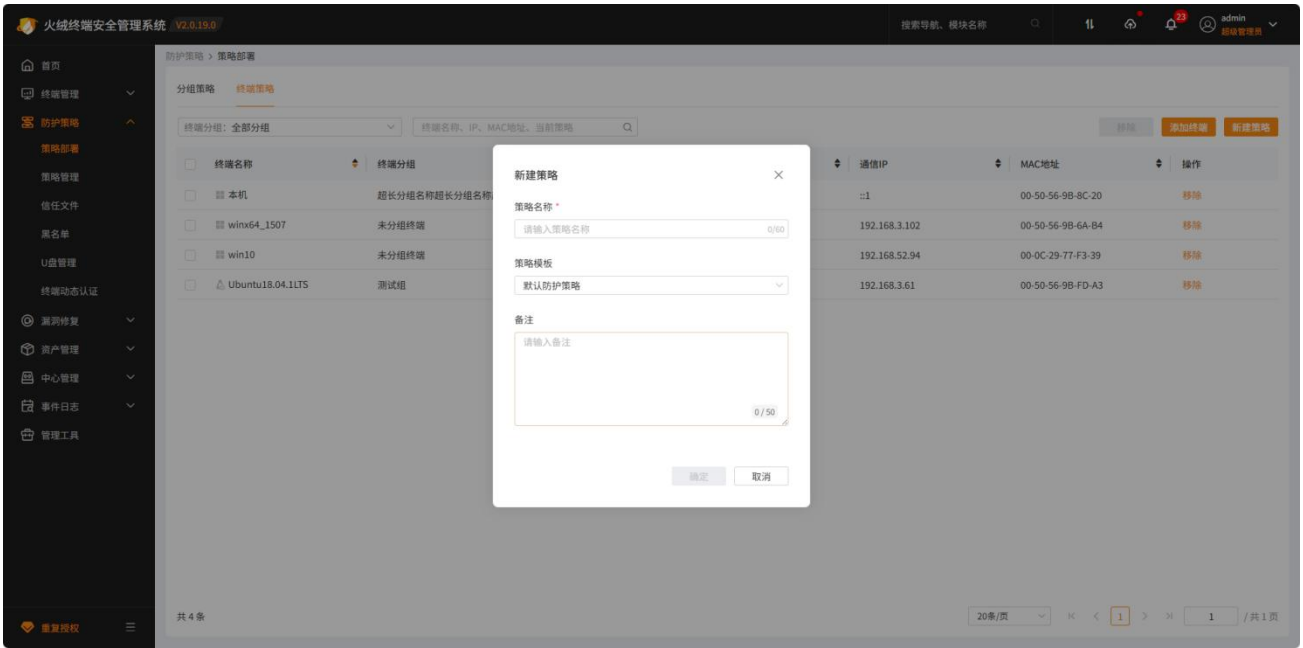 火绒终端安全管理系统 V2.0.19.0 搜索导航、模块名称 23 admin
超级管理员
首页
终端管理
防护策略
策略部署
策略管理
信任文件
黑名单
U盘管理
终端动态认证
漏洞修复
资产管理
中心管理
事件日志
管理工具
重复授权
防护策略 > 策略部署
分组策略 终端策略
终端分组: 全部分组 终端名称、IP、MAC地址、当前策略 移除 添加终端 新建策略
终端名称 终端分组 通信IP MAC地址 操作
本机 超长分组名称超长分组名称 ::1 00-50-56-9B-8C-20 移除
winx64_1507 未分组终端 192.168.3.102 00-50-56-9B-6A-B4 移除
win10 未分组终端 192.168.52.94 00-0C-29-77-F3-39 移除
Ubuntu18.04.1LTS 测试组 192.168.3.61 00-50-56-9B-FD-A3 移除
新建策略
策略名称 *
请输入策略名称 0/60
策略模板
默认防护策略
备注
请输入备注
0 / 50
确定 取消
共 4 条 20条/页 1 1 / 共 1 页